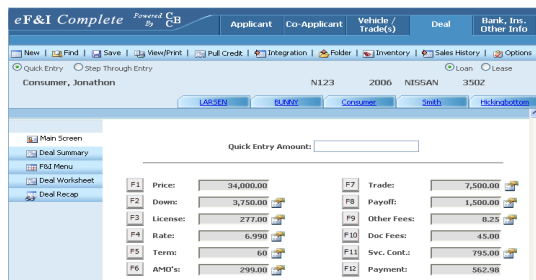 eF&I Complete Powered By CB
Applicant Co-Applicant Vehicle / Trade(s) Deal Bank, Ins. Other Info
New Find Save View/Print Pull Credit Integration Folder Inventory Sales History Options
Quick Entry Step Through Entry Loan Lease
Consumer, Jonathon N123 2006 NISSAN 350Z
LARSEN BUNNY Consumer Smith Hickingbottom
Main Screen
Deal Summary
F&I Menu
Deal Worksheet
Deal Recap
Quick Entry Amount:
F1 Price: 34,000.00 F7 Trade: 7,500.00
F2 Down: 3,750.00 F8 Payoff: 1,500.00
F3 License: 277.00 F9 Other Fees: 8.25
F4 Rate: 6.990 F10 Doc Fees: 45.00
F5 Term: 60 F11 Svc. Cont.: 795.00
F6 AMO's: 299.00 F12 Payment: 562.98